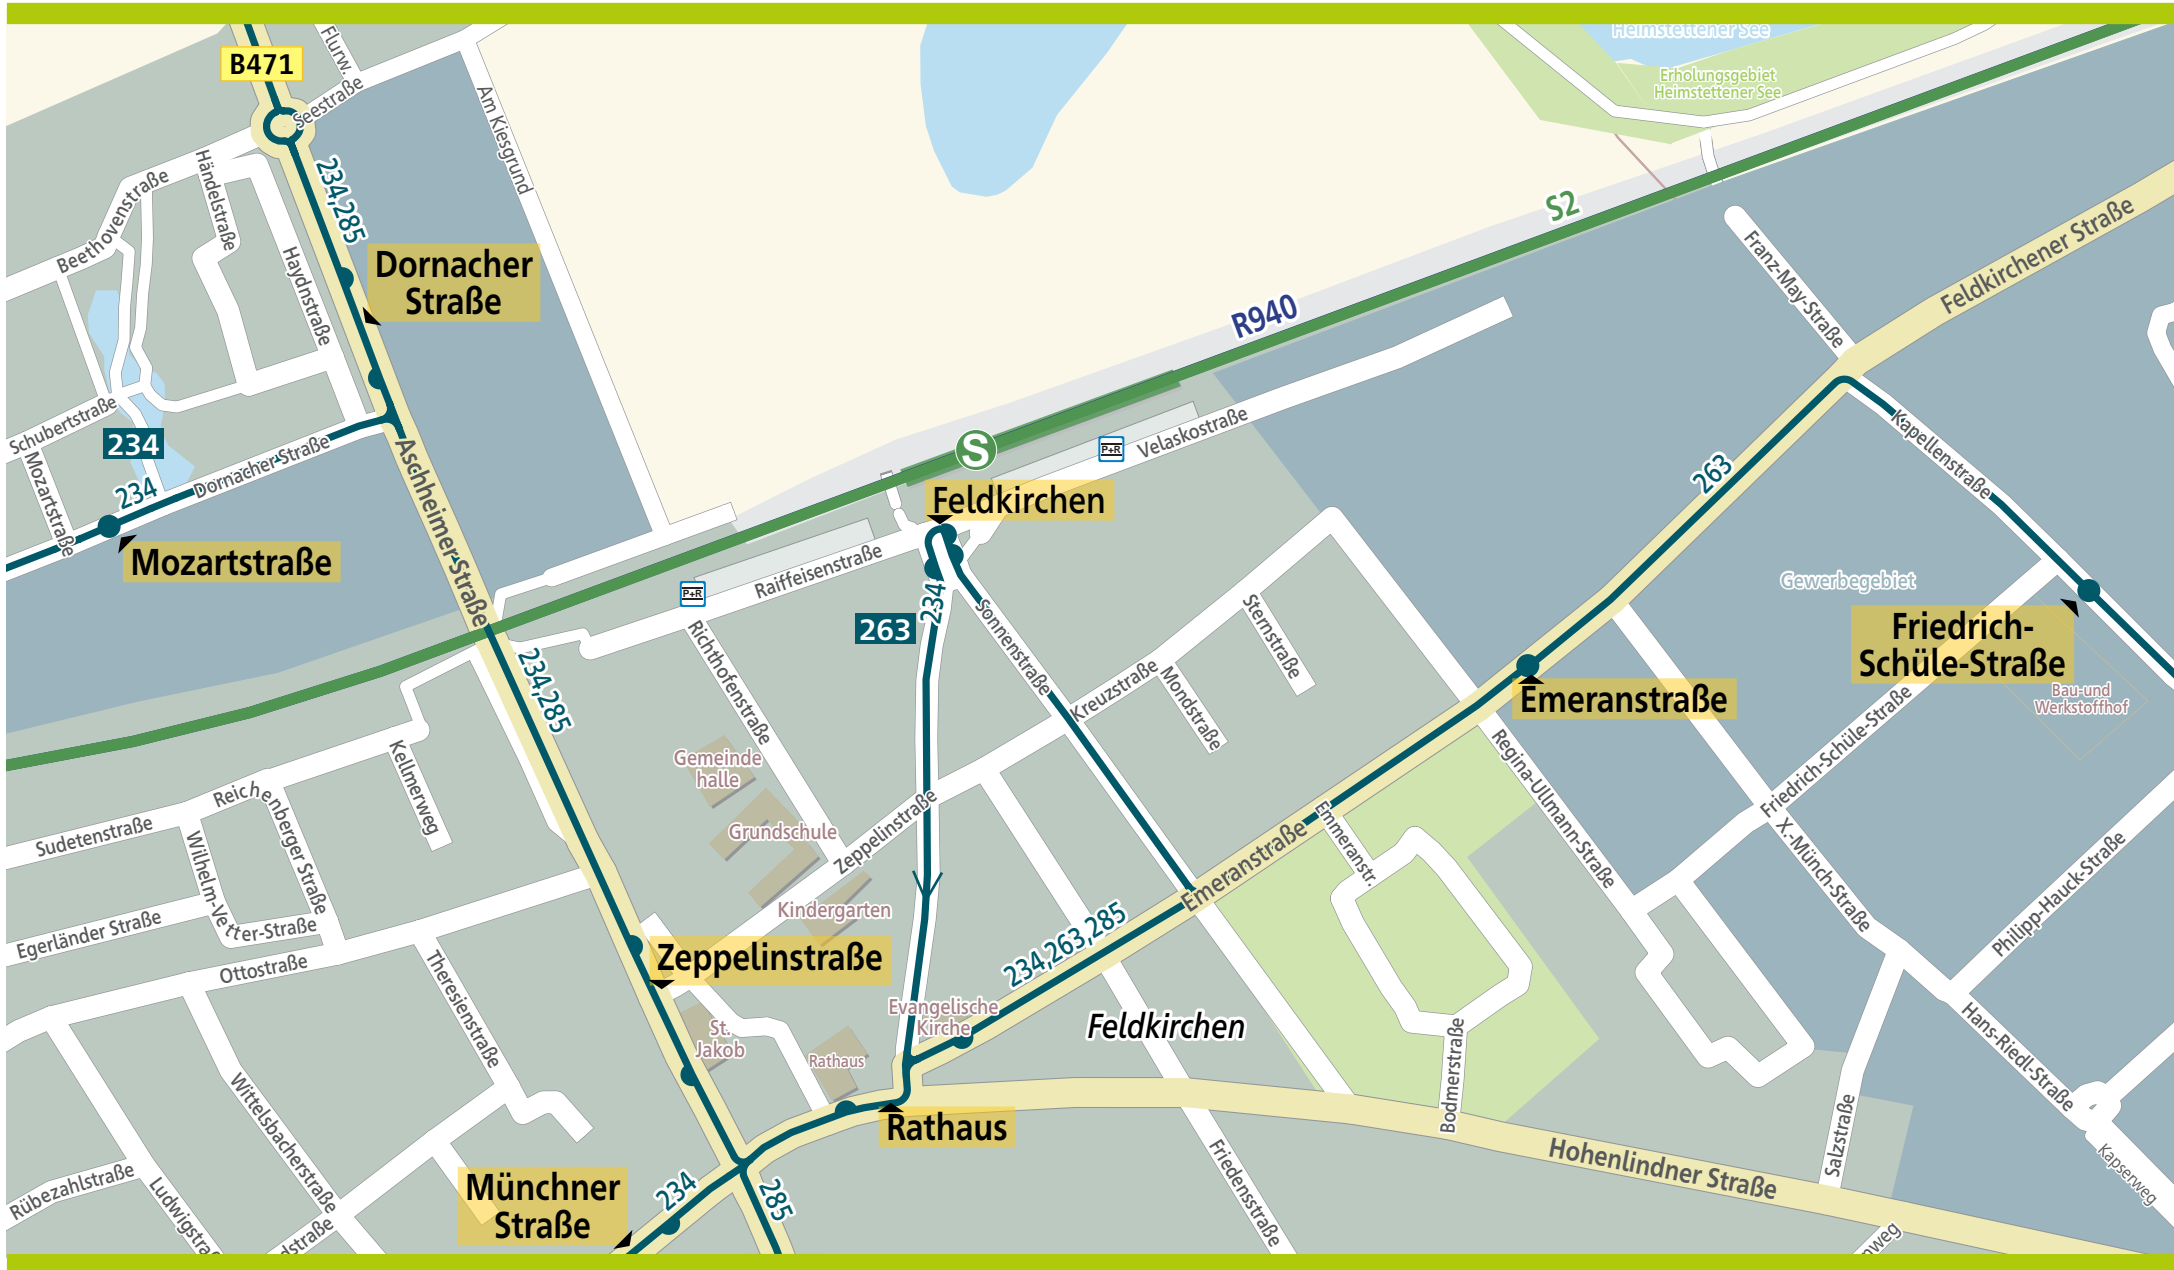 Heimstettener See
B471
Flurw.
Seestraße
Erholungsgebiet
Heimstettener See
Am Kiesgrund
234,285
Händelstraße
Beethovenstraße
Haydnstraße
Dornacher
Straße
S2
R940
Franz-May-Straße
Feldkirchener Straße
Schubertstraße
234
Mozartstraße
234
Dornacher Straße
Aschheimer Straße
Mozartstraße
S
P+R
Velaskostraße
Feldkirchen
263
Kapellenstraße
Raiffeisenstraße
P+R
263
234
Sonnenstraße
Sternstraße
Gewerbegebiet
Friedrich-
Schüle-Straße
Bau-und
Werkstoffhof
Emeranstraße
234,285
Richthofenstraße
Kreuzstraße
Mondstraße
Regina-Ullmann-Straße
Friedrich-Schüle-Straße
Kellmerweg
Gemeinde
halle
Grundschule
Zeppelinstraße
Kindergarten
Reichenberger Straße
Sudetenstraße
Wilhelm-Vetter-Straße
Egerländer Straße
Ottostraße
Theresienstraße
Zeppelinstraße
Emeranstraße
Emmeranstr.
X.-Münch-Straße
Philipp-Hauck-Straße
234,263,285
Evangelische
Kirche
Feldkirchen
St.
Jakob
Rathaus
Rathaus
Bodmerstraße
Hans-Riedl-Straße
Salzstraße
Kapserweg
Hohenlindner Straße
Friedensstraße
Wittelsbacherstraße
Rübezahlstraße
Ludwigstraß
dstraße
Münchner
Straße
234
285
nweg